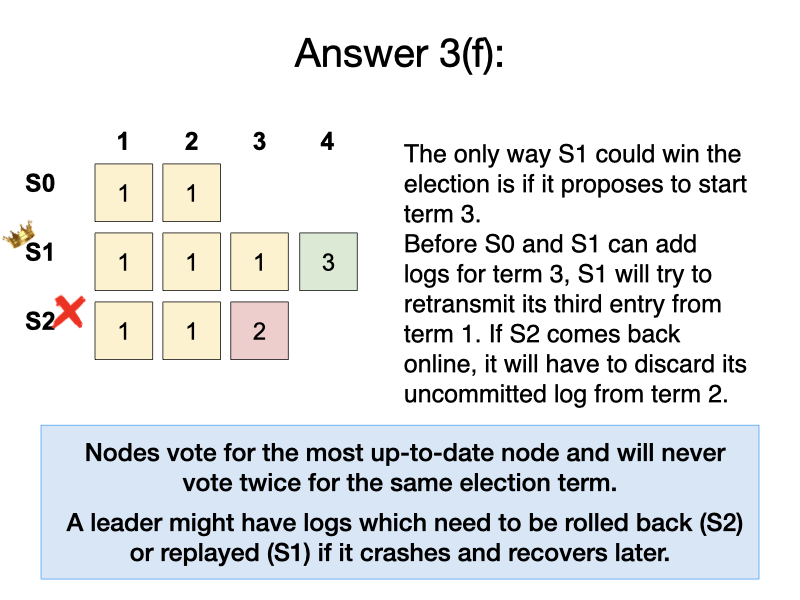 Answer 3(f):
1 2 3 4
S0 1 1
S1 1 1 1 3
S2 1 1 2
The only way S1 could win the
election is if it proposes to start
term 3.
Before S0 and S1 can add
logs for term 3, S1 will try to
retransmit its third entry from
term 1. If S2 comes back
online, it will have to discard its
uncommitted log from term 2.
Nodes vote for the most up-to-date node and will never
vote twice for the same election term.
A leader might have logs which need to be rolled back (S2)
or replayed (S1) if it crashes and recovers later.